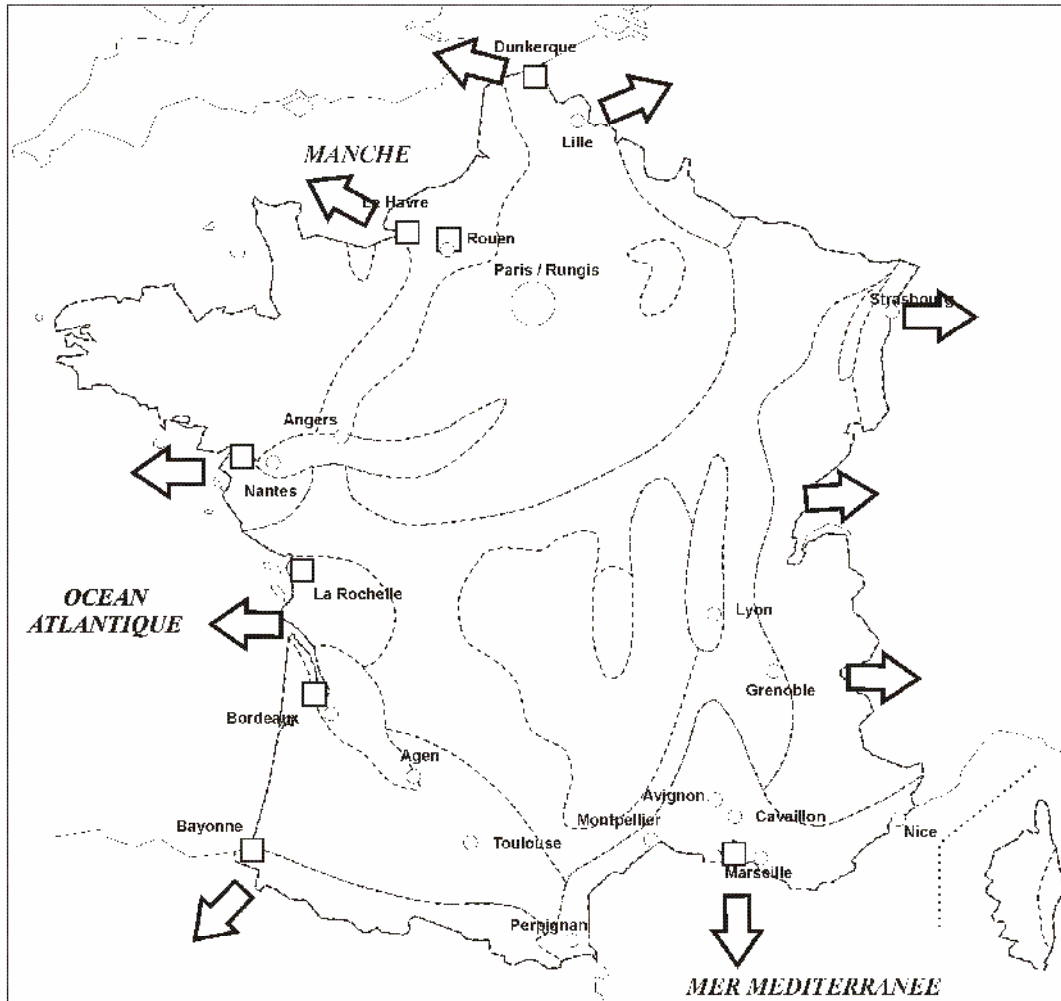 Dunkerque
Lille
MANCHE
Le Havre
Rouen
Paris / Rungis
Strasbourg
Angers
Nantes
La Rochelle
OCEAN
ATLANTIQUE
Lyon
Grenoble
Bordeaux
Agen
Avignon
Cavaillon
Montpellier
Nice
Bayonne
Toulouse
Marseille
Perpignan
MER MEDITERRANEE